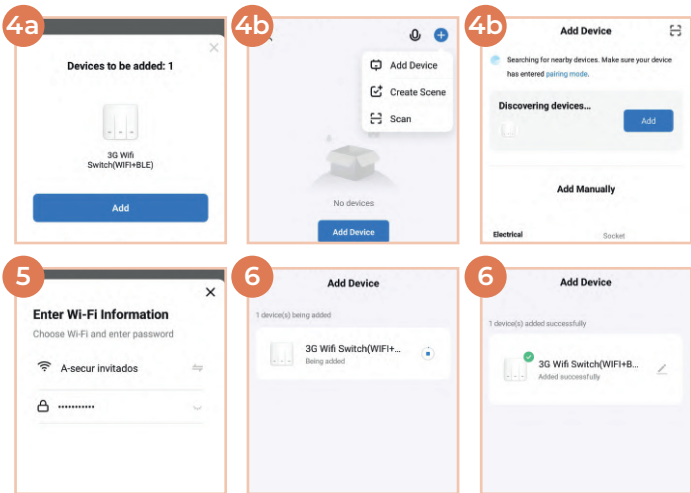 4a
Devices to be added: 1
3G Wifi
Switch(WIFI+BLE)
Add
4b
Add Device
Create Scene
Scan
No devices
Add Device
4b
Add Device
Searching for nearby devices. Make sure your device
has entered pairing mode.
Discovering devices...
Add
Add Manually
Electrical
Socket
5
Enter Wi-Fi Information
Choose Wi-Fi and enter password
A-secur invitados
•••••••••••
6
Add Device
1 device(s) being added
3G Wifi Switch(WIFI+...
Being added
6
Add Device
1 device(s) added successfully
3G Wifi Switch(WIFI+B...
Added successfully